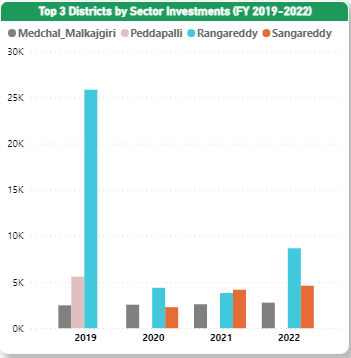 Top 3 Districts by Sector Investments (FY 2019-2022)
Medchal_Malkajgiri Peddapalli Rangareddy Sangareddy
30K
25K
20K
15K
10K
5K
0K
2019 2020 2021 2022